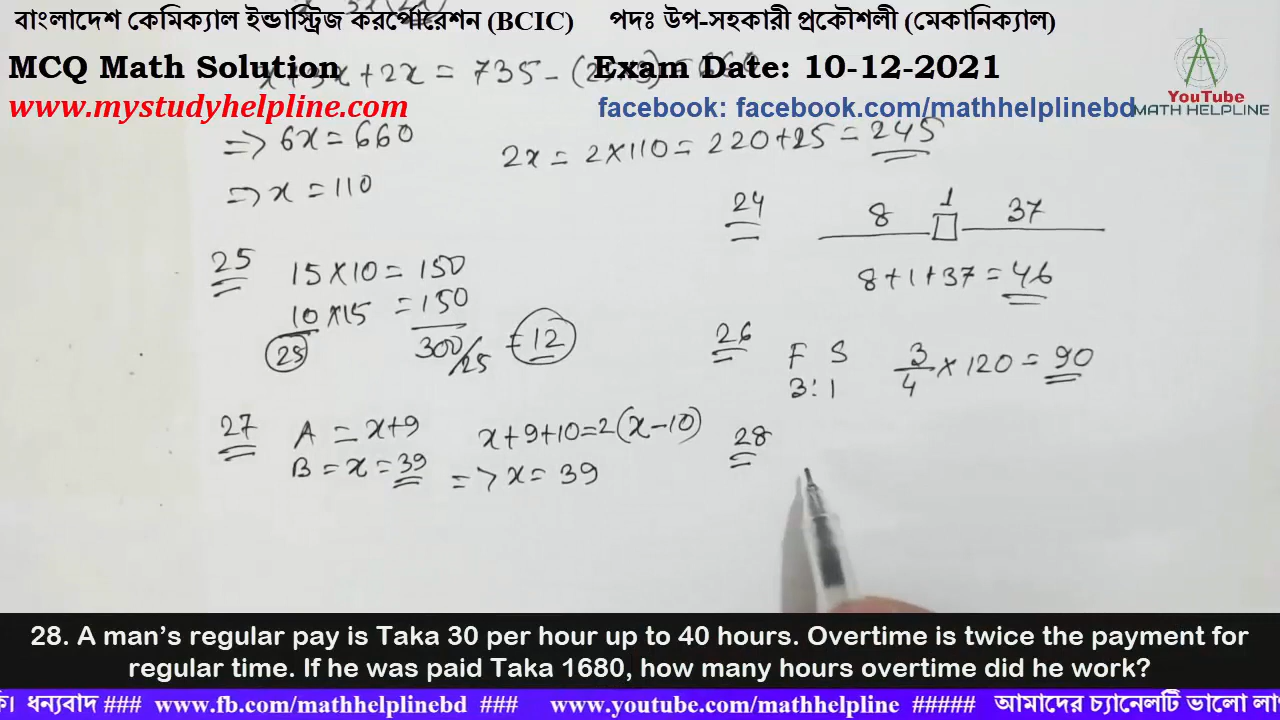 বাংলাদেশ কেমিক্যাল ইন্ডাস্ট্রিজ করপোরেশন (BCIC) পদঃ উপ-সহকারী প্রকৌশলী (মেকানিক্যাল)
MCQ Math Solution Exam Date: 10-12-2021
x + 3x + 2x = 735 -
www.mystudyhelpline.com facebook: facebook.com/mathhelplinebd
YouTube
MATH HELPLINE
=> 6x = 660
2x = 2×110 = 220+25 = 245
=> x = 110
24
8 1 37
8+1+37 = 46
25 15×10 = 150
10×15 = 150
25 300/25 = 12
26 F S 3/4 × 120 = 90
3:1
27 A = x+9 x+9+10=2(x-10)
B = x = 39 => x = 39
28
28. A man's regular pay is Taka 30 per hour up to 40 hours. Overtime is twice the payment for
regular time. If he was paid Taka 1680, how many hours overtime did he work?
ধন্যবাদ ### www.fb.com/mathhelplinebd ### www.youtube.com/mathhelpline ##### আমাদের চ্যানেলটি ভালো